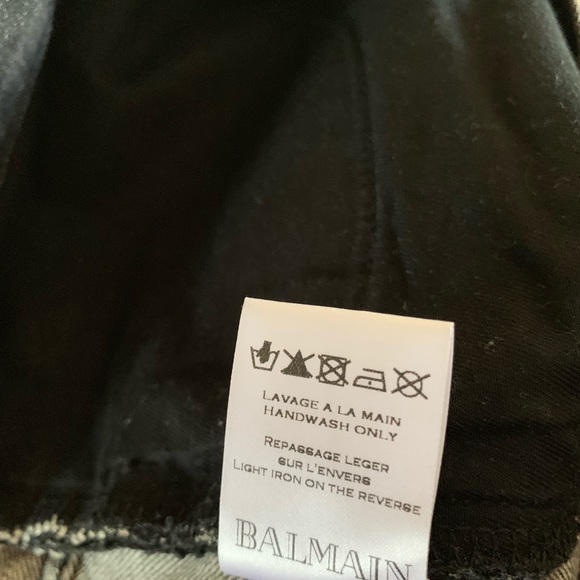 LAVAGE A LA MAIN
HANDWASH ONLY
REPASSAGE LEGER
SUR L'ENVERS
LIGHT IRON ON THE REVERSE
BALMAIN